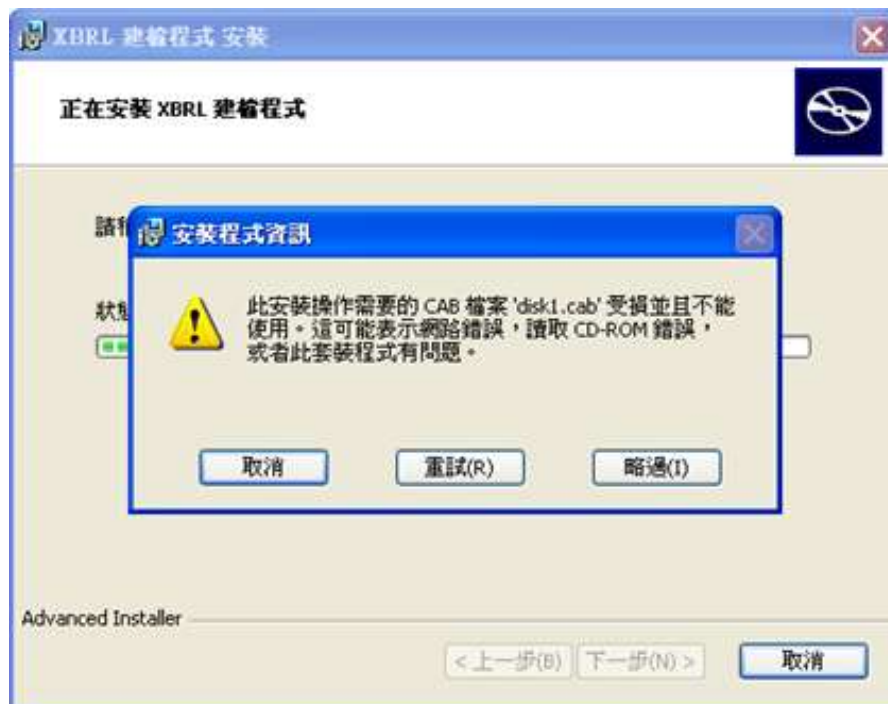 XBRL 建檔程式 安裝
正在安裝 XBRL 建檔程式
請稍
安裝程式資訊
狀態
此安裝操作需要的 CAB 檔案 'disk1.cab' 受損並且不能
使用。這可能表示網路錯誤，讀取 CD-ROM 錯誤，
或者此套裝程式有問題。
取消
重試(R)
略過(I)
Advanced Installer
< 上一步(B)
下一步(N) >
取消